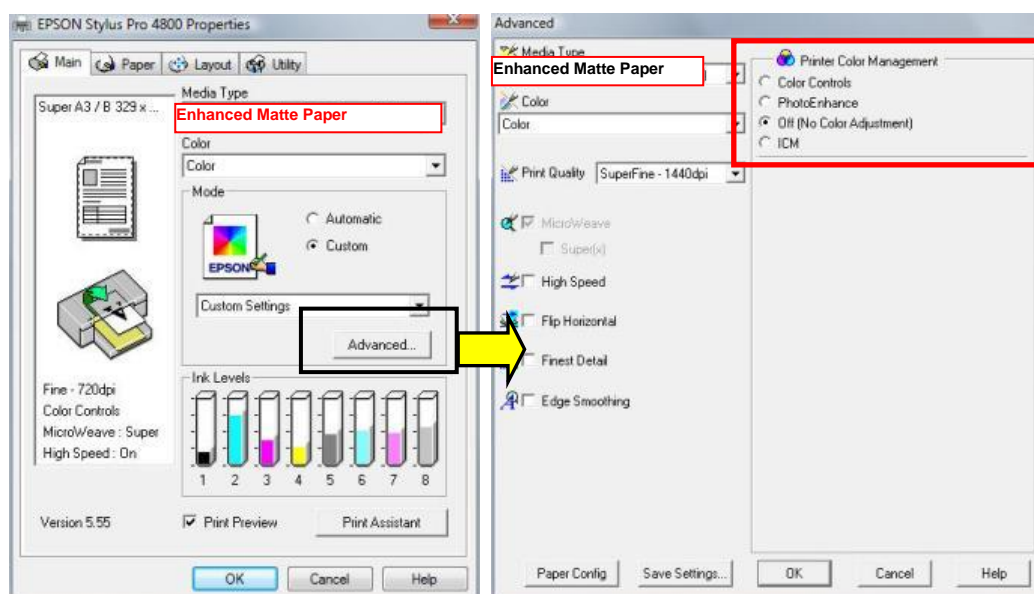 EPSON Stylus Pro 4800 Properties
Main Paper Layout Utility
Super A3 / B 329 x ...
Media Type
Enhanced Matte Paper
Color
Color
Mode
EPSON
Automatic
Custom
Custom Settings
Advanced...
Fine - 720dpi
Color Controls
MicroWeave : Super
High Speed : On
Ink Levels
1 2 3 4 5 6 7 8
Version 5.55
Print Preview
Print Assistant
OK Cancel Help
Advanced
Media Type
Enhanced Matte Paper
Color
Color
Print Quality SuperFine - 1440dpi
MicroWeave
Super(x)
High Speed
Flip Horizontal
Finest Detail
Edge Smoothing
Printer Color Management
Color Controls
PhotoEnhance
Off (No Color Adjustment)
ICM
Paper Config Save Settings... OK Cancel Help